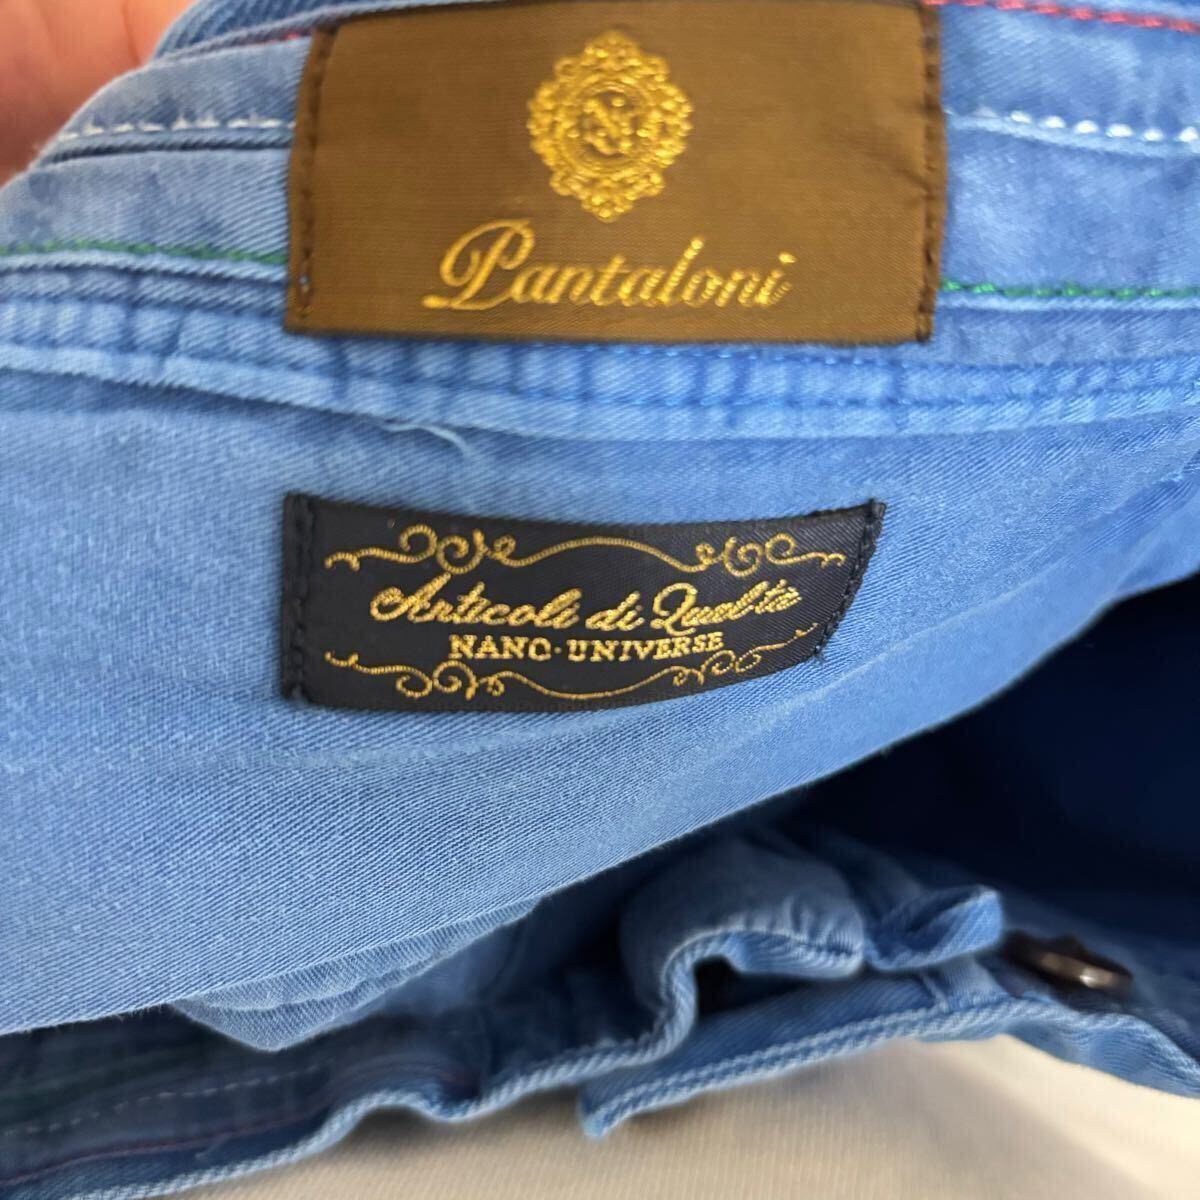 N
Pantaloni
Articoli di Qualità
NANO·UNIVERSE